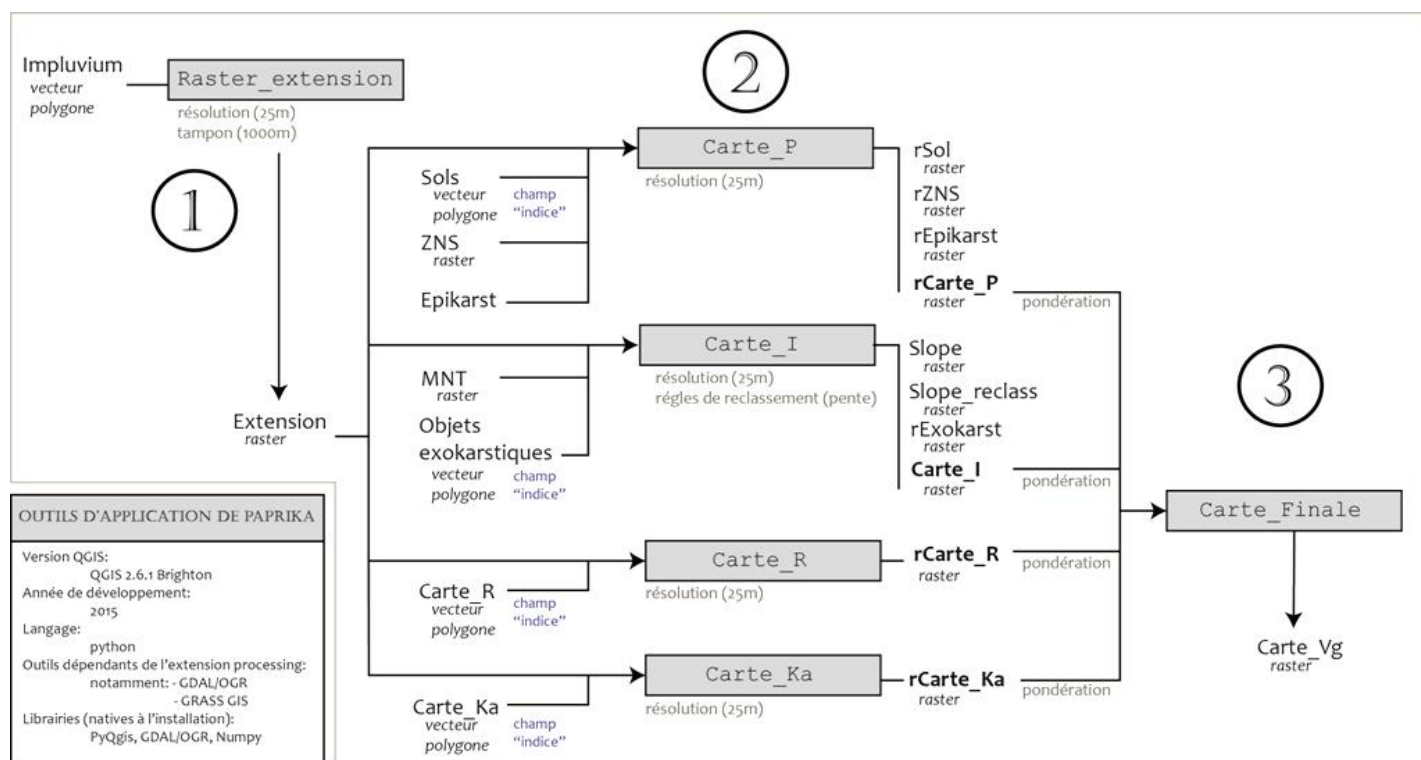 Impluvium
vecteur
polygone
Raster_extension
résolution (25m)
tampon (1000m)
1
Extension
raster
2
Carte_P
résolution (25m)
Sols
vecteur
polygone
champ
"indice"
ZNS
raster
Epikarst
rSol
raster
rZNS
raster
rEpikarst
raster
rCarte_P
raster
pondération
Carte_I
résolution (25m)
régles de reclassement (pente)
MNT
raster
Objets
exokarstiques
vecteur
polygone
champ
"indice"
Slope
raster
Slope_reclass
raster
rExokarst
raster
Carte_I
raster
pondération
Carte_R
résolution (25m)
Carte_R
vecteur
polygone
champ
"indice"
rCarte_R
raster
pondération
Carte_Ka
résolution (25m)
Carte_Ka
vecteur
polygone
champ
"indice"
rCarte_Ka
raster
pondération
3
Carte_Finale
Carte_Vg
raster
OUTILS D'APPLICATION DE PAPRIKA
Version QGIS:
QGIS 2.6.1 Brighton
Année de développement:
2015
Langage:
python
Outils dépendants de l'extension processing:
notamment: - GDAL/OGR
- GRASS GIS
Librairies (natives à l'installation):
PyQgis, GDAL/OGR, Numpy